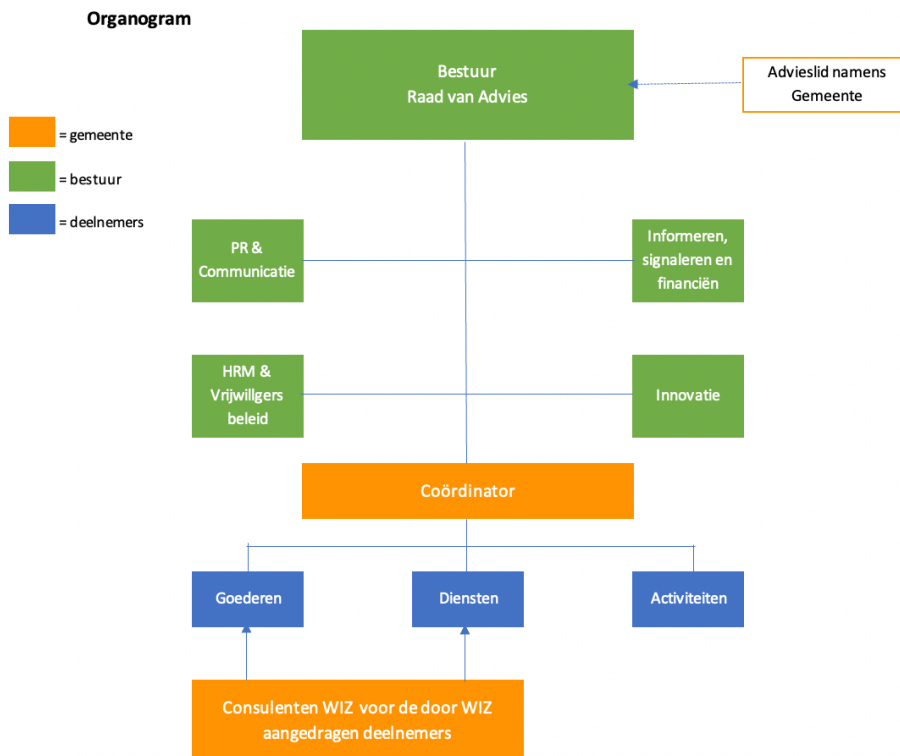 Organogram
Bestuur
Raad van Advies
Advieslid namens
Gemeente
= gemeente
= bestuur
= deelnemers
PR &
Communicatie
Informeren,
signaleren en
financiën
HRM &
Vrijwillgers
beleid
Innovatie
Coördinator
Goederen
Diensten
Activiteiten
Consulenten WIZ voor de door WIZ
aangedragen deelnemers